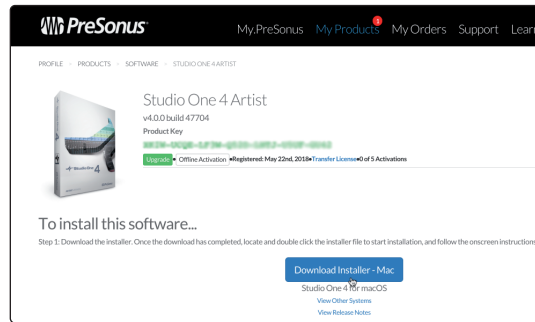 PreSonus
My.PreSonus My Products 1 My Orders Support Learn
PROFILE PRODUCTS SOFTWARE STUDIO ONE 4 ARTIST
Studio One 4 Artist
v4.0.0 build 47704
Product Key
Upgrade • Offline Activation •Registered: May 22nd, 2018•Transfer License•0 of 5 Activations
StudioOne 4
To install this software...
Step 1: Download the installer. Once the download has completed, locate and double click the installer file to start installation, and follow the onscreen instructions
Download Installer - Mac
Studio One 4 for macOS
View Other Systems
View Release Notes